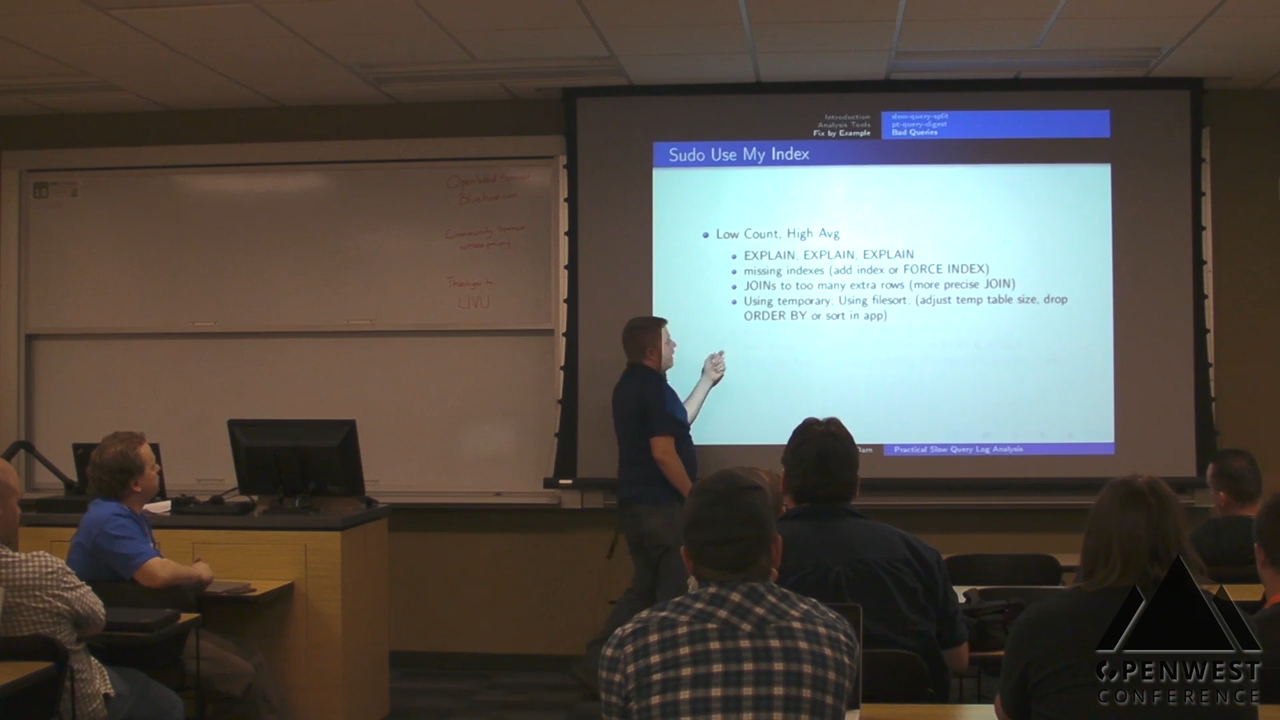 Introduction
Analysis Tools
Fix by Example
slow-query-split
pt-query-digest
Bad Queries
Sudo Use My Index
Low Count, High Avg
EXPLAIN, EXPLAIN, EXPLAIN
missing indexes (add index or FORCE INDEX)
JOINs to too many extra rows (more precise JOIN)
Using temporary; Using filesort, (adjust temp table size, drop
ORDER BY or sort in app)
Practical Slow Query Log Analysis
Thank you to
UVU
OPENWEST
CONFERENCE